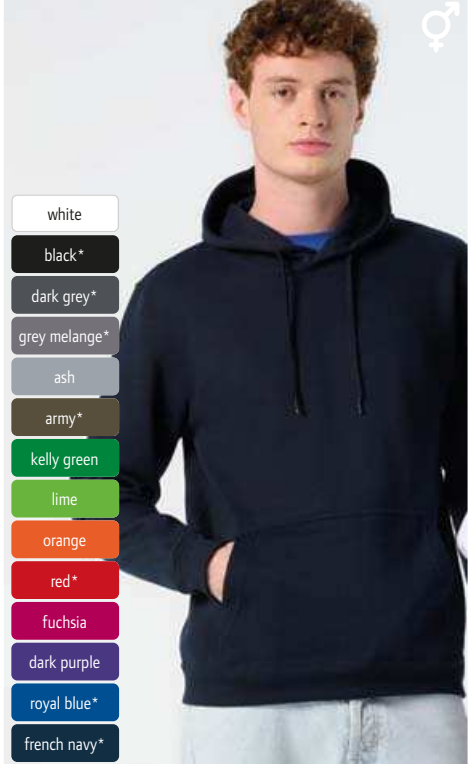 white
black*
dark grey*
grey melange*
ash
army*
kelly green
lime
orange
red*
fuchsia
dark purple
royal blue*
french navy*